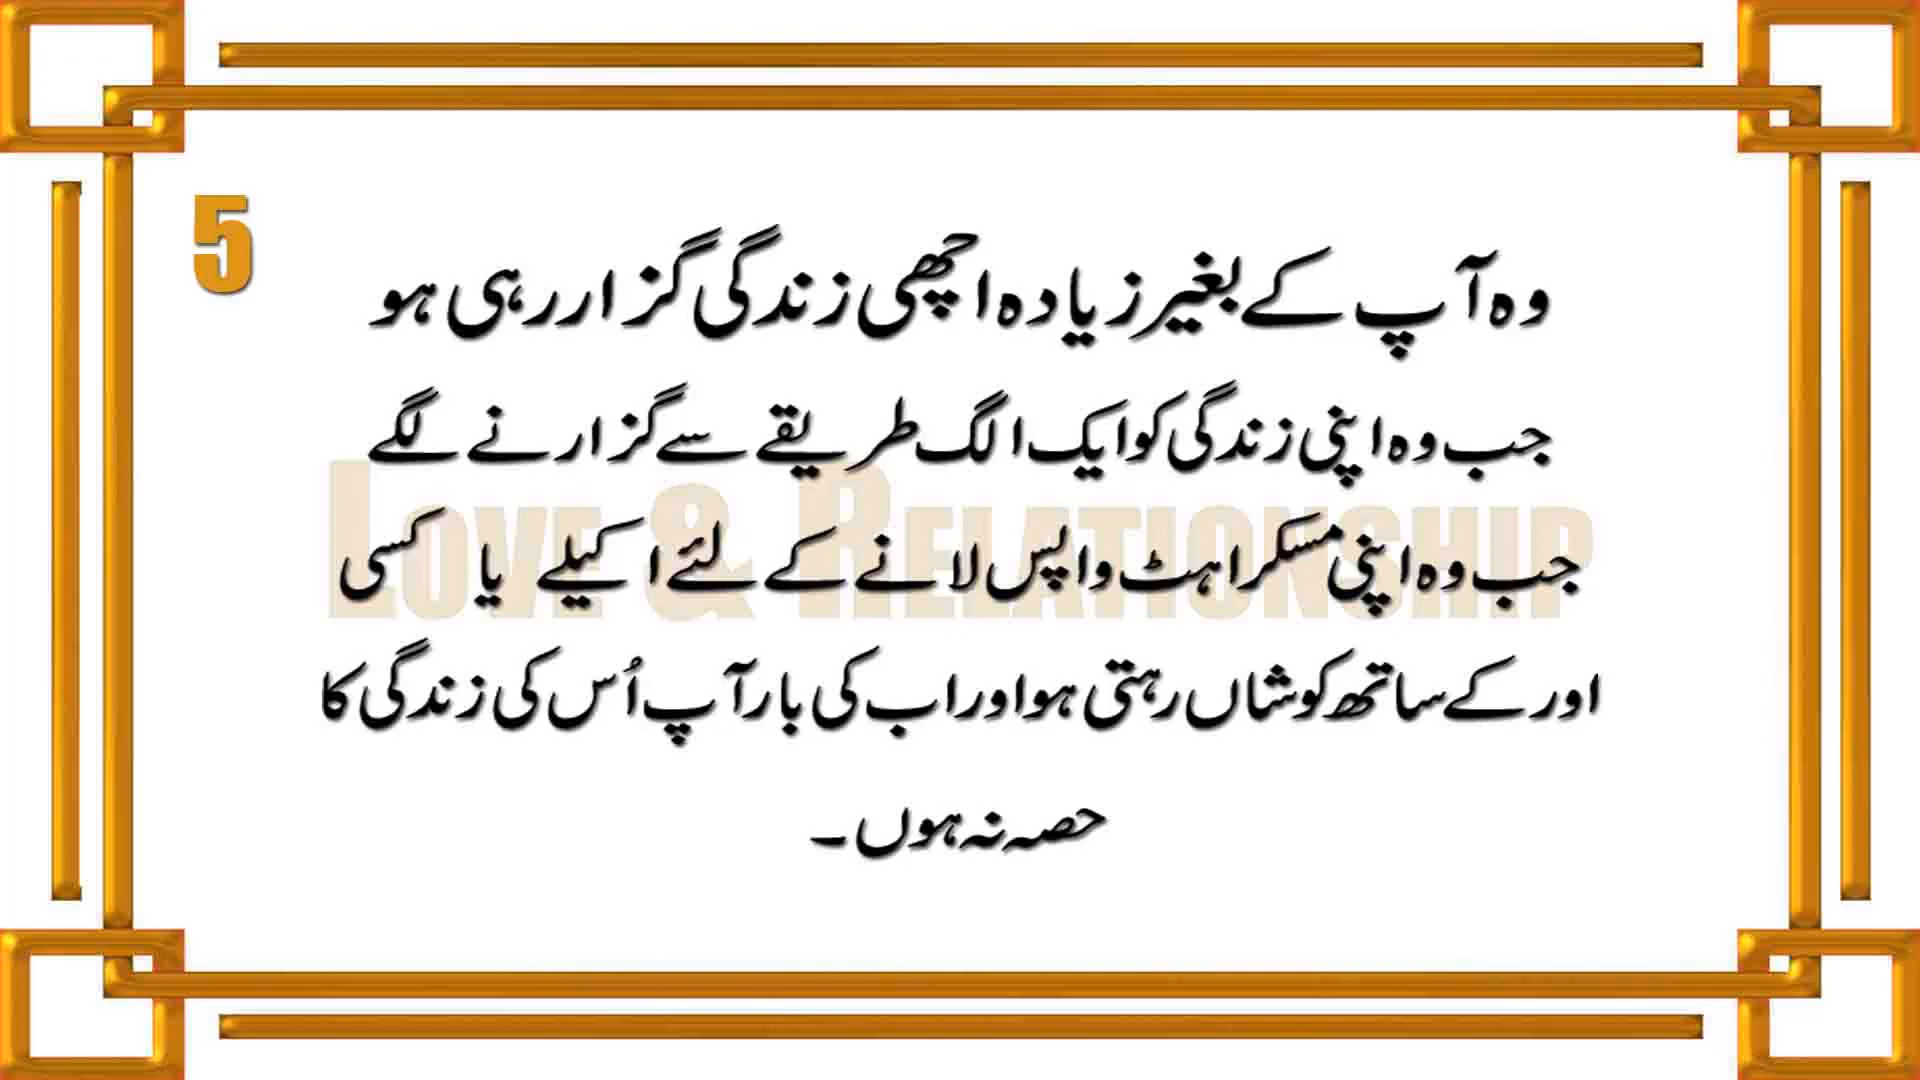 5
وہ آپ کے بغیر زیادہ اچھی زندگی گزار رہی ہو
جب وہ اپنی زندگی کو ایک الگ طریقے سے گزارنے لگے
جب وہ اپنی مسکراہٹ واپس لانے کے لئے اکیلے یا کسی
LOVE & RELATIONSHIP
اور کے ساتھ کوشاں رہتی ہو اور اب کی بار آپ اُس کی زندگی کا
حصہ نہ ہوں۔